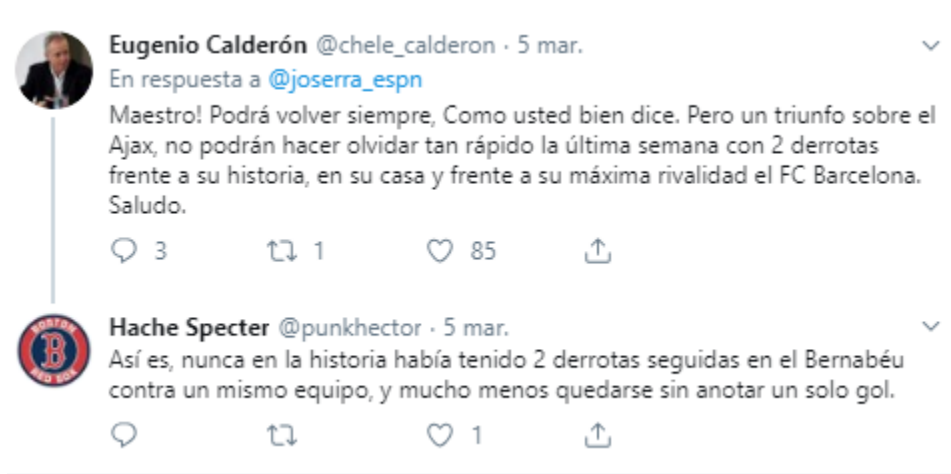 Eugenio Calderón @chele_calderon · 5 mar.
En respuesta a @joserra_espn
Maestro! Podrá volver siempre, Como usted bien dice. Pero un triunfo sobre el
Ajax, no podrán hacer olvidar tan rápido la última semana con 2 derrotas
frente a su historia, en su casa y frente a su máxima rivalidad el FC Barcelona.
Saludo.
3 1 85
BOSTON
B
RED SOX
Hache Specter @punkhector · 5 mar.
Así es, nunca en la historia había tenido 2 derrotas seguidas en el Bernabéu
contra un mismo equipo, y mucho menos quedarse sin anotar un solo gol.
1